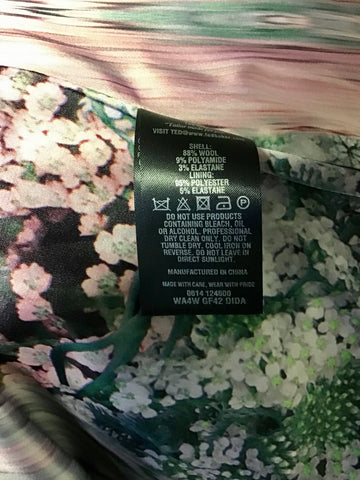 VISIT TED@www.tedbaker.com
SHELL:
88% WOOL
9% POLYAMIDE
3% ELASTANE
LINING:
95% POLYESTER
5% ELASTANE
DO NOT USE PRODUCTS
CONTAINING BLEACH, OIL
OR ALCOHOL. PROFESSIONAL
DRY CLEAN ONLY. DO NOT
TUMBLE DRY. COOL IRON ON
REVERSE. DO NOT LEAVE IN
DIRECT SUNLIGHT.
MANUFACTURED IN CHINA
MADE WITH CARE, WEAR WITH PRIDE
0614 124608
WA4W GF42 DIDA